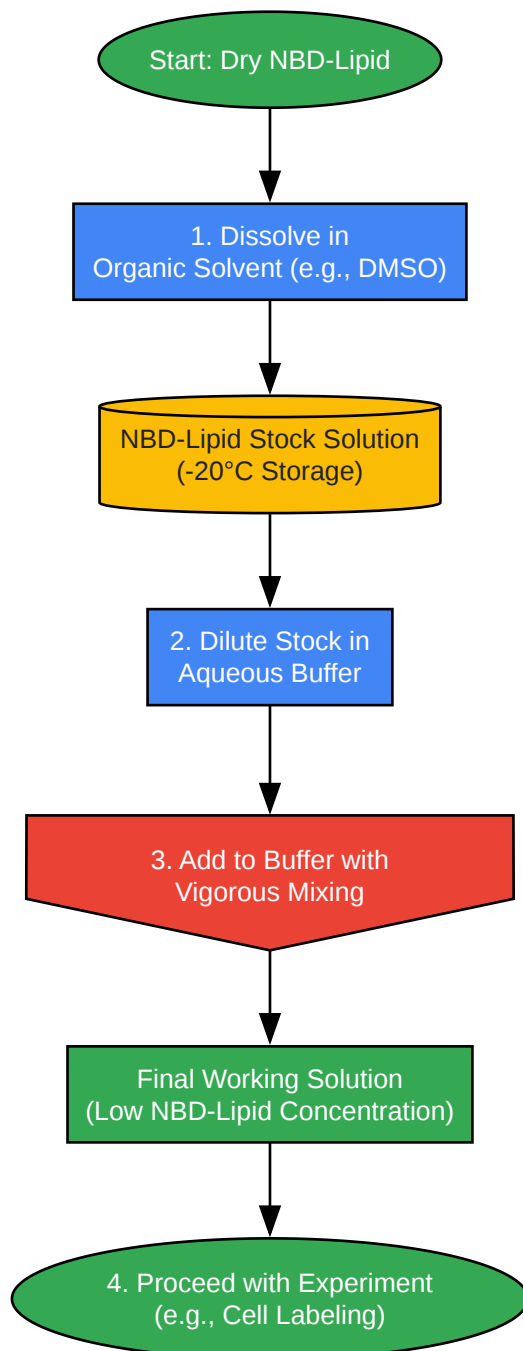 Start: Dry NBD-Lipid
1. Dissolve in
Organic Solvent (e.g., DMSO)
NBD-Lipid Stock Solution
(-20°C Storage)
2. Dilute Stock in
Aqueous Buffer
3. Add to Buffer with
Vigorous Mixing
Final Working Solution
(Low NBD-Lipid Concentration)
4. Proceed with Experiment
(e.g., Cell Labeling)